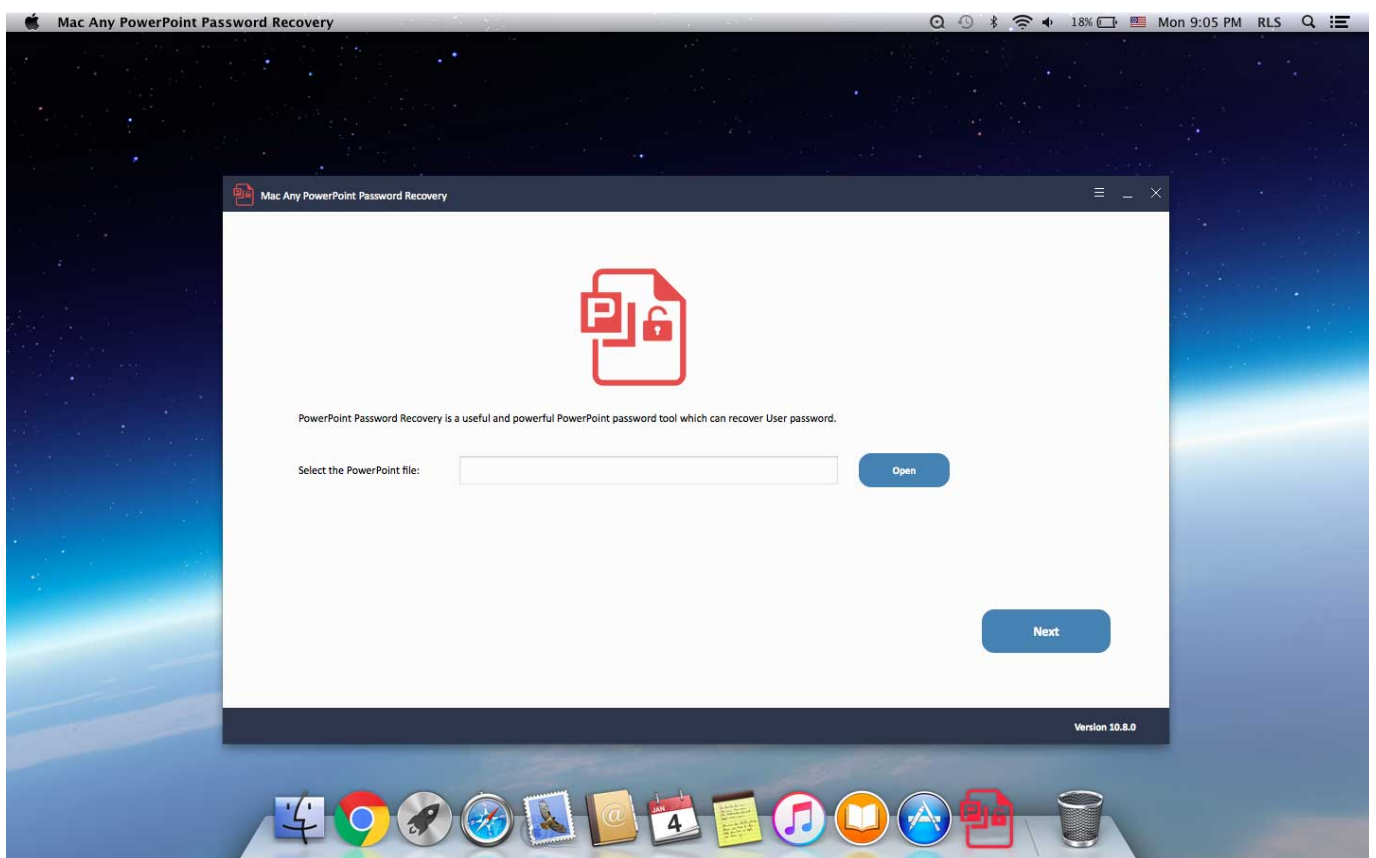 Mac Any PowerPoint Password Recovery 18% Mon 9:05 PM RLS
Mac Any PowerPoint Password Recovery
P
PowerPoint Password Recovery is a useful and powerful PowerPoint password tool which can recover User password.
Select the PowerPoint file: Open
Next
Version 10.8.0
@
JAN
4
P